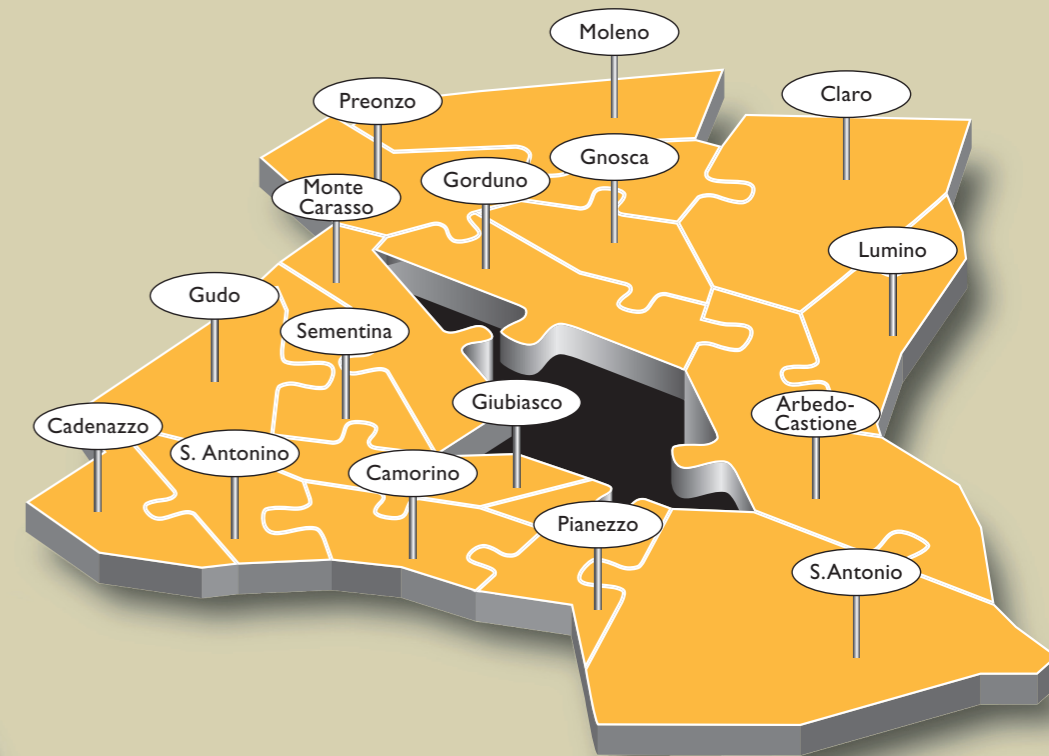 Moleno
Preonzo
Claro
Gnosca
Gorduno
Monte
Carasso
Lumino
Gudo
Sementina
Giubiasco
Arbedo-
Castione
Cadenazzo
S. Antonino
Camorino
Pianezzo
S.Antonio